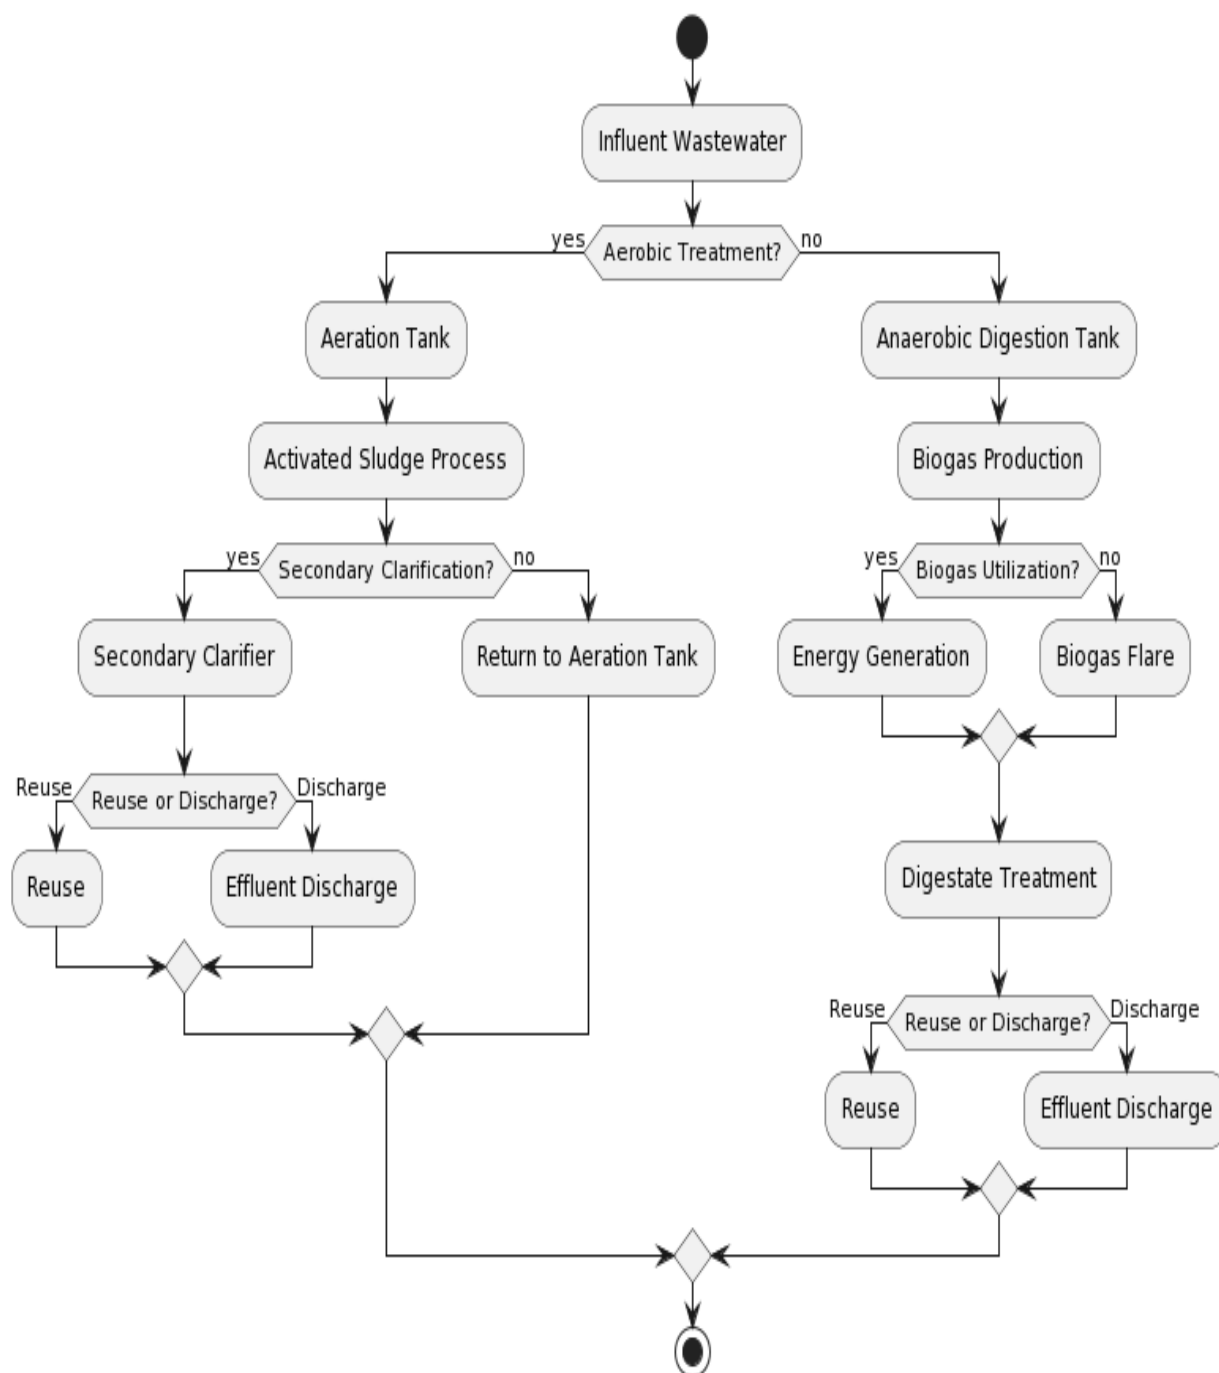 Influent Wastewater
yes
Aerobic Treatment?
no
Aeration Tank
Activated Sludge Process
yes
Secondary Clarification?
no
Secondary Clarifier
Return to Aeration Tank
Reuse
Reuse or Discharge?
Discharge
Reuse
Effluent Discharge
Anaerobic Digestion Tank
Biogas Production
yes
Biogas Utilization?
no
Energy Generation
Biogas Flare
Digestate Treatment
Reuse
Reuse or Discharge?
Discharge
Reuse
Effluent Discharge